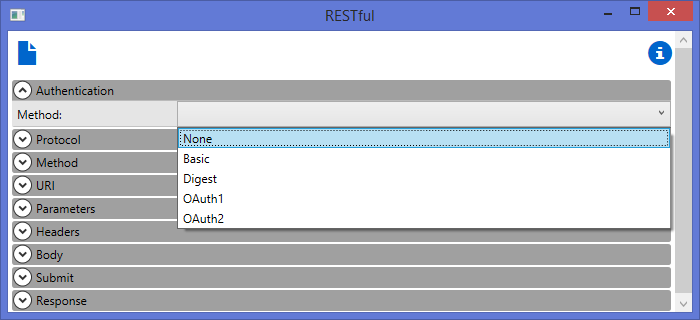 RESTful
Authentication
Method:
None
Protocol
Basic
Method
Digest
URI
OAuth1
Parameters
OAuth2
Headers
Body
Submit
Response